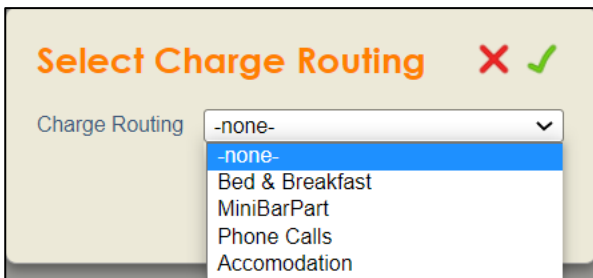 Select Charge Routing
Charge Routing -none-
-none-
Bed & Breakfast
MiniBarPart
Phone Calls
Accomodation